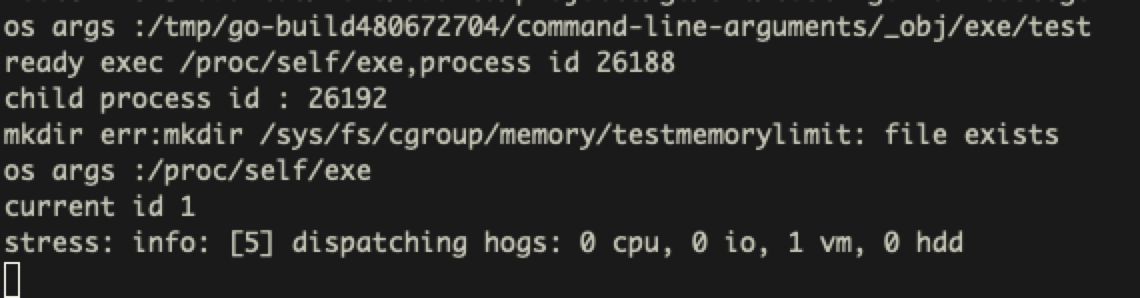 os args :/tmp/go-build480672704/command-line-arguments/_obj/exe/test
ready exec /proc/self/exe,process id 26188
child process id : 26192
mkdir err:mkdir /sys/fs/cgroup/memory/testmemorylimit: file exists
os args :/proc/self/exe
current id 1
stress: info: [5] dispatching hogs: 0 cpu, 0 io, 1 vm, 0 hdd